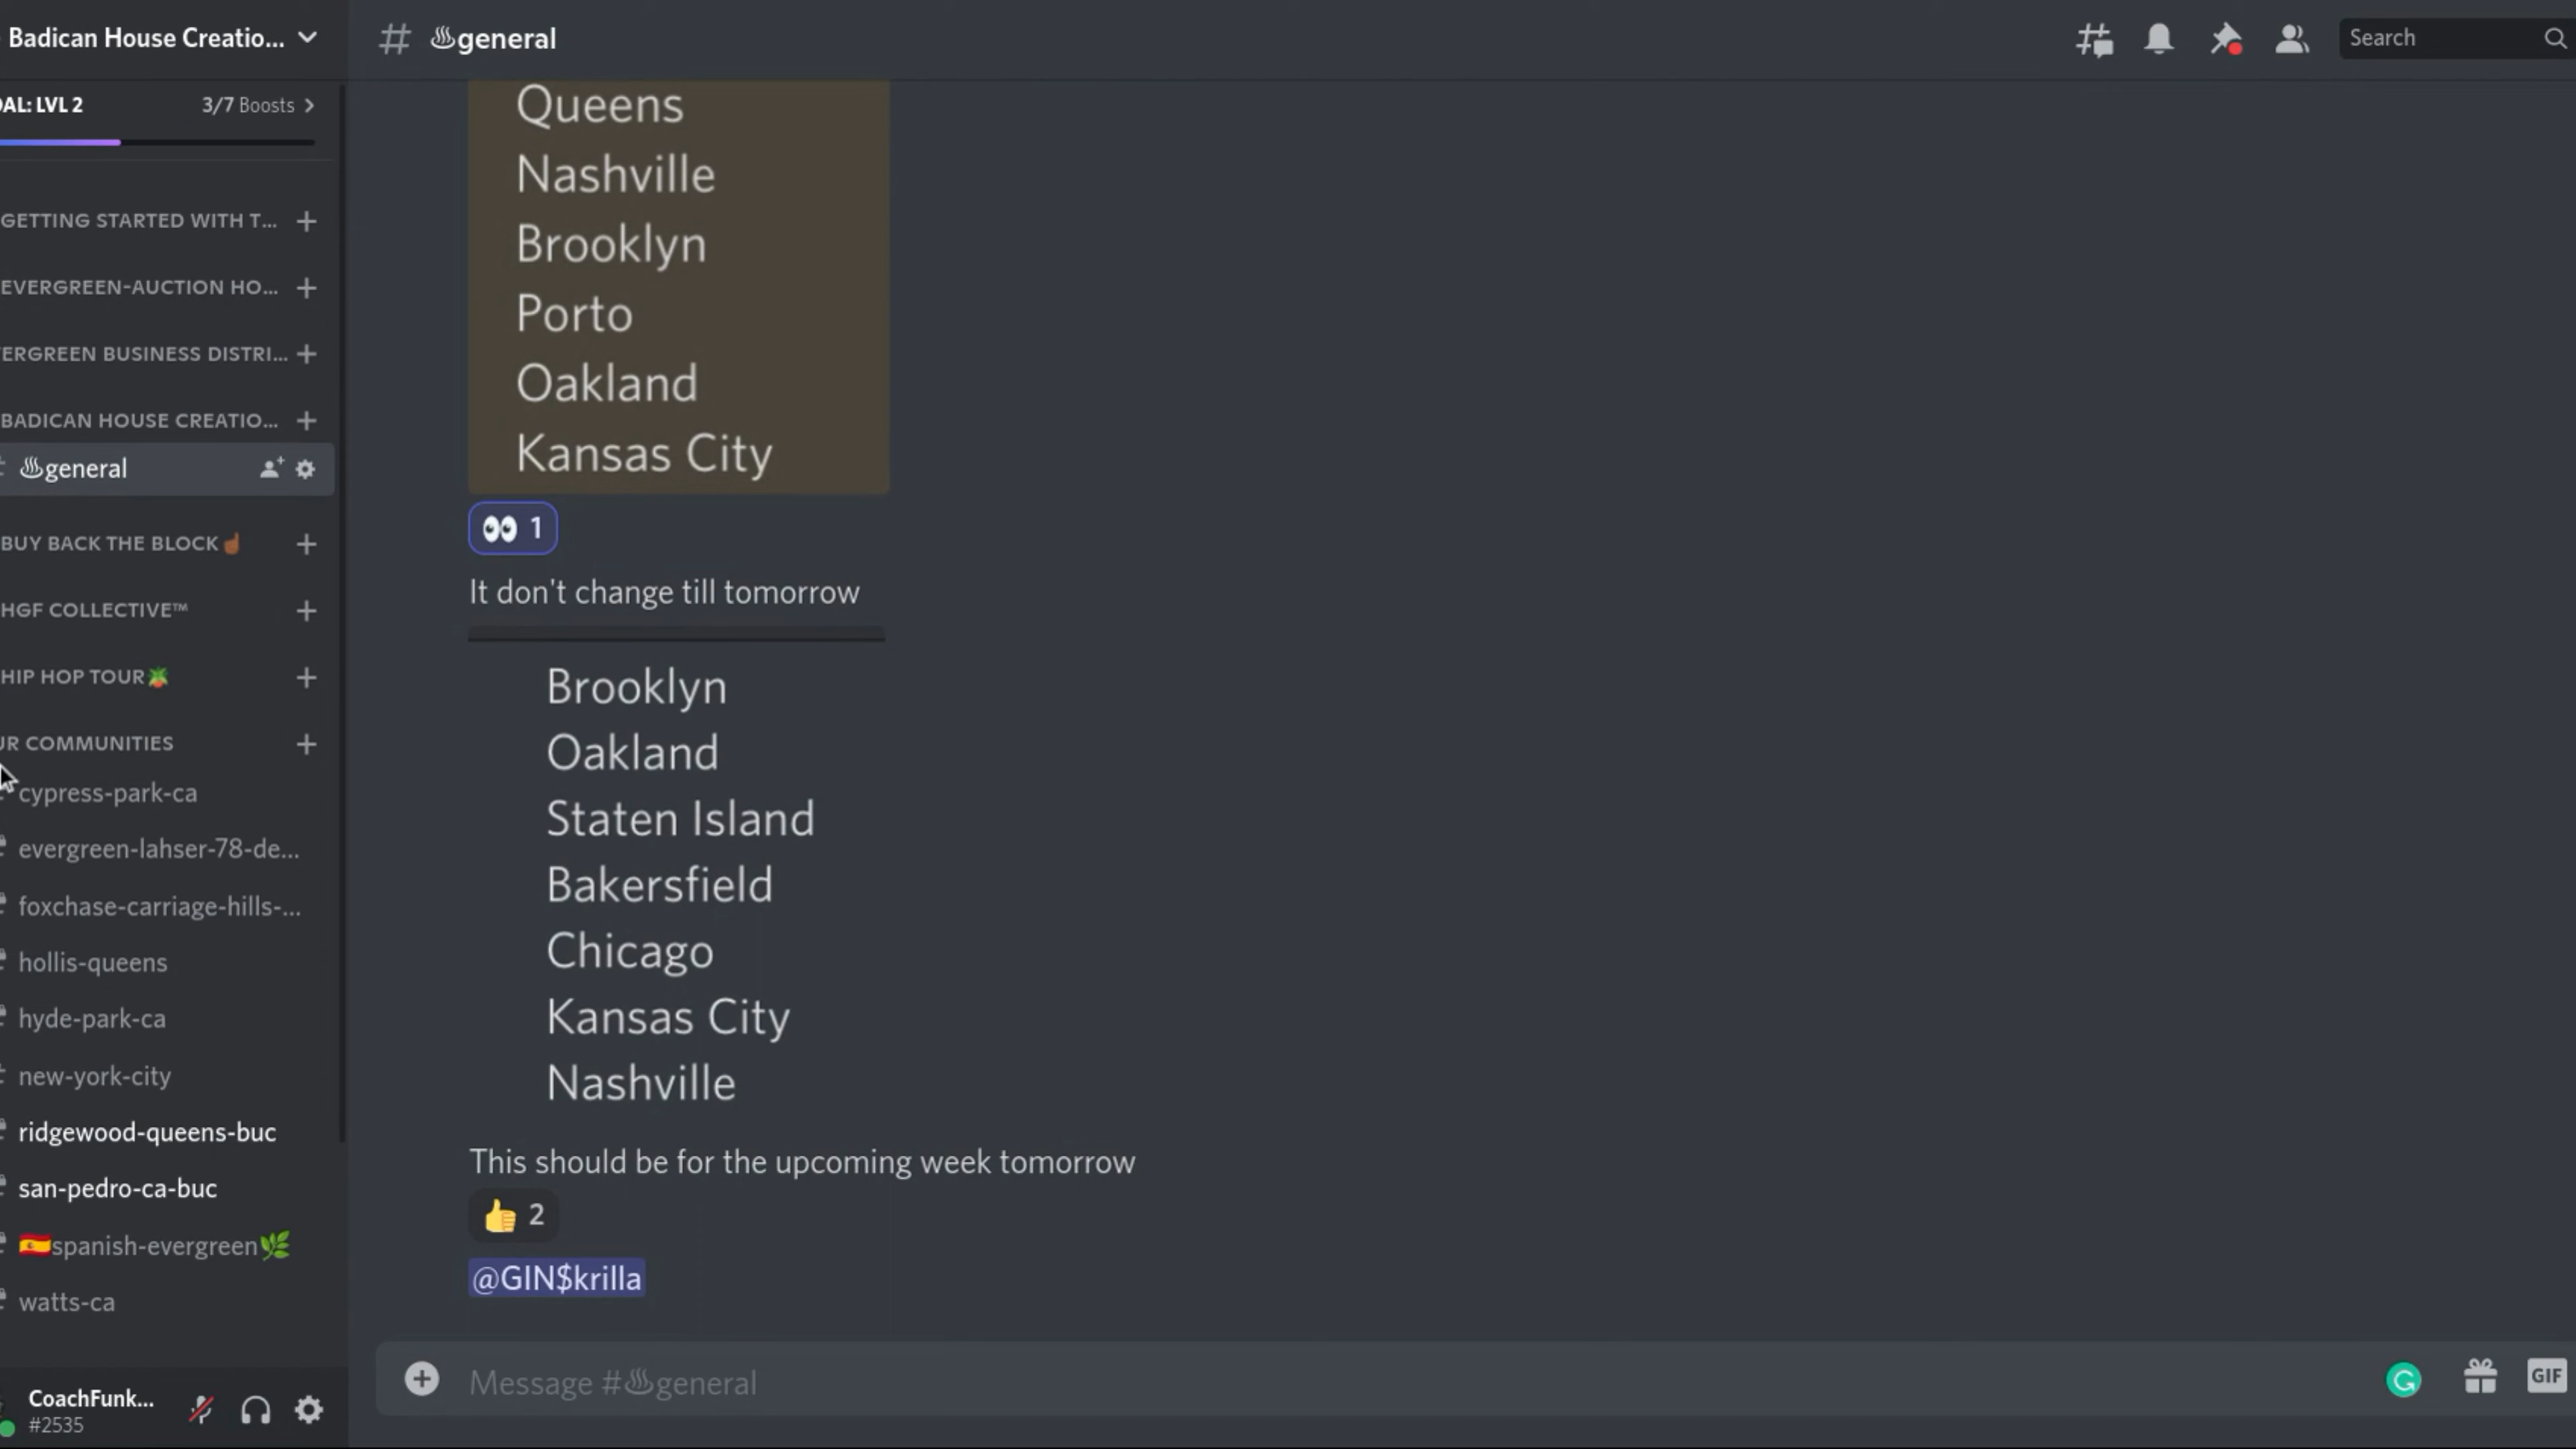 Badican House Creatio...
AL: LVL 2
3/7 Boosts
GETTING STARTED WITH T...
EVERGREEN-AUCTION HO...
ERGREEN BUSINESS DISTRI...
BADICAN HOUSE CREATIO...
♨general
BUY BACK THE BLOCK☝🏾
HGF COLLECTIVE™
HIP HOP TOUR🪴
UR COMMUNITIES
cypress-park-ca
evergreen-lahser-78-de...
foxchase-carriage-hills-...
hollis-queens
hyde-park-ca
new-york-city
ridgewood-queens-buc
san-pedro-ca-buc
🇪🇸spanish-evergreen🌿
watts-ca
CoachFunk...
#2535
# ♨general
Search
Queens
Nashville
Brooklyn
Porto
Oakland
Kansas City
👀 1
It don't change till tomorrow
Brooklyn
Oakland
Staten Island
Bakersfield
Chicago
Kansas City
Nashville
This should be for the upcoming week tomorrow
👍 2
@GIN$krilla
Message #♨general
GIF